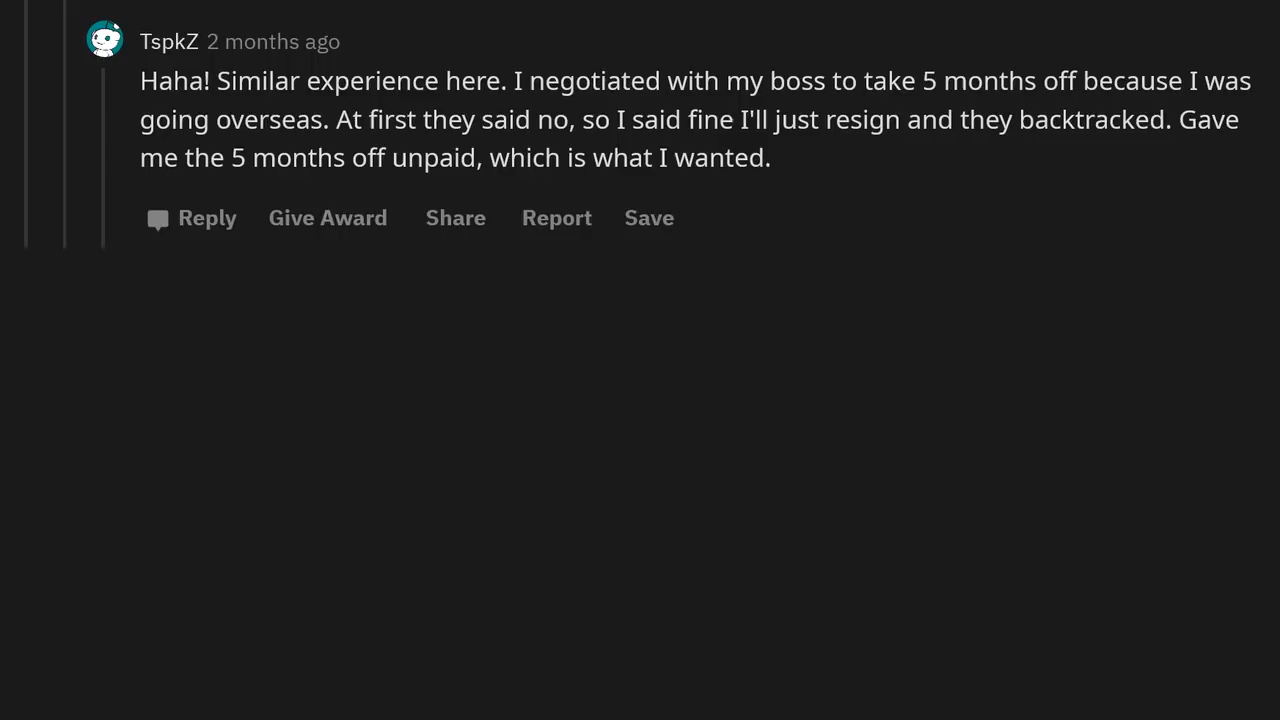 TspkZ 2 months ago
Haha! Similar experience here. I negotiated with my boss to take 5 months off because I was
going overseas. At first they said no, so I said fine I'll just resign and they backtracked. Gave
me the 5 months off unpaid, which is what I wanted.
Reply Give Award Share Report Save